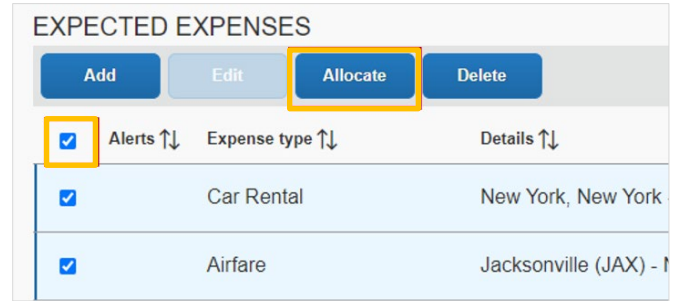 EXPECTED EXPENSES
Add Edit Allocate Delete
Alerts ↑↓ Expense type ↑↓ Details ↑↓
Car Rental New York, New York
Airfare Jacksonville (JAX) -